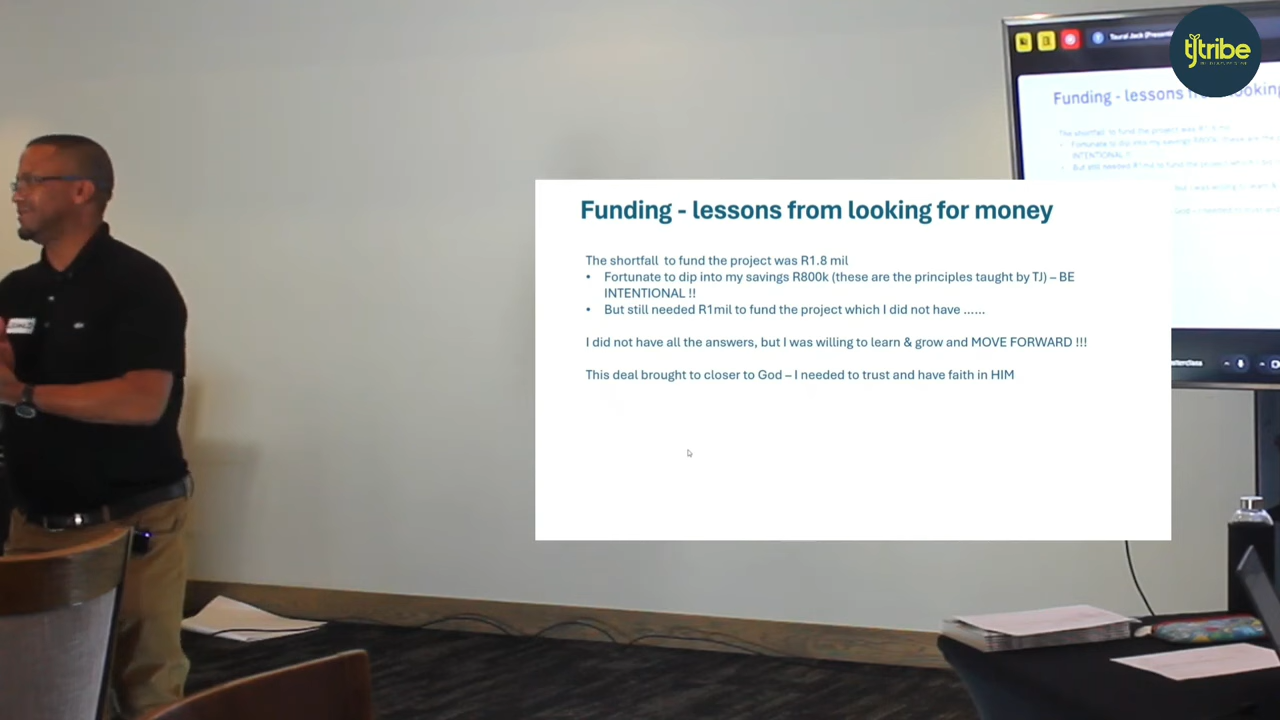 tjtribe
Taural Jack
Funding - lessons
Funding - lessons from looking for money
The shortfall to fund the project was R1.8 mil
• Fortunate to dip into my savings R800k (these are the principles taught by TJ) – BE
INTENTIONAL !!
• But still needed R1mil to fund the project which I did not have ......
I did not have all the answers, but I was willing to learn & grow and MOVE FORWARD !!!
This deal brought to closer to God – I needed to trust and have faith in HIM